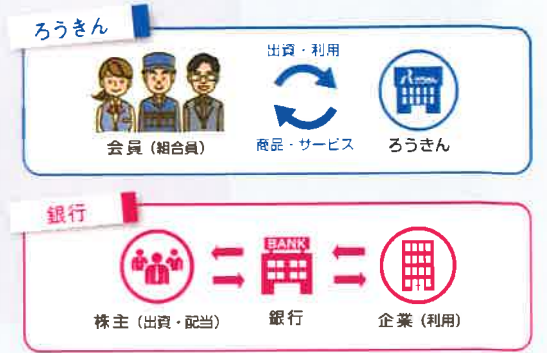 ろうきん
出資・利用
会員（組合員）
商品・サービス
ろうきん
銀行
BANK
株主（出資・配当）
銀行
企業（利用）